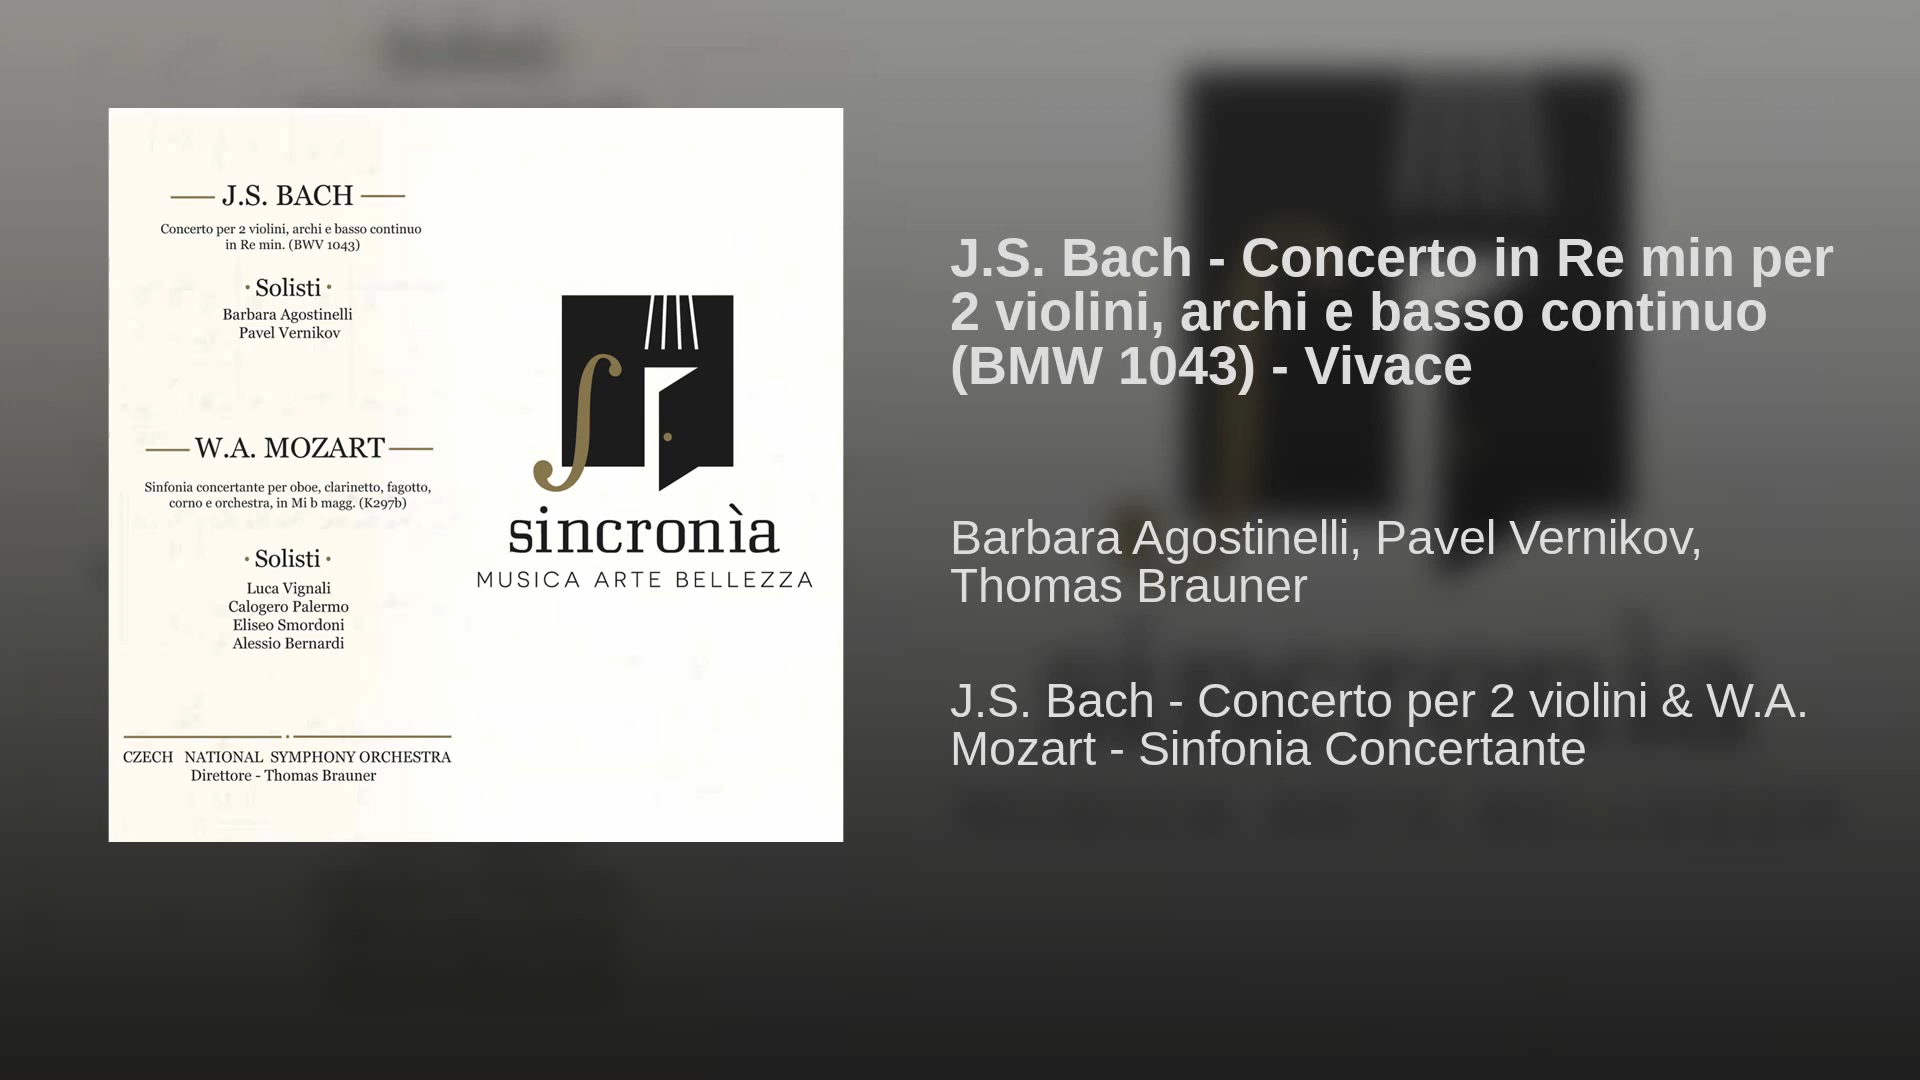 J.S. BACH
Concerto per 2 violini, archi e basso continuo
in Re min. (BWV 1043)
· Solisti ·
Barbara Agostinelli
Pavel Vernikov
W.A. MOZART
Sinfonia concertante per oboe, clarinetto, fagotto,
corno e orchestra, in Mi b magg. (K297b)
· Solisti ·
Luca Vignali
Calogero Palermo
Eliseo Smordoni
Alessio Bernardi
CZECH NATIONAL SYMPHONY ORCHESTRA
Direttore - Thomas Brauner
sincronìa
MUSICA ARTE BELLEZZA
J.S. Bach - Concerto in Re min per
2 violini, archi e basso continuo
(BMW 1043) - Vivace
Barbara Agostinelli, Pavel Vernikov,
Thomas Brauner
J.S. Bach - Concerto per 2 violini & W.A.
Mozart - Sinfonia Concertante